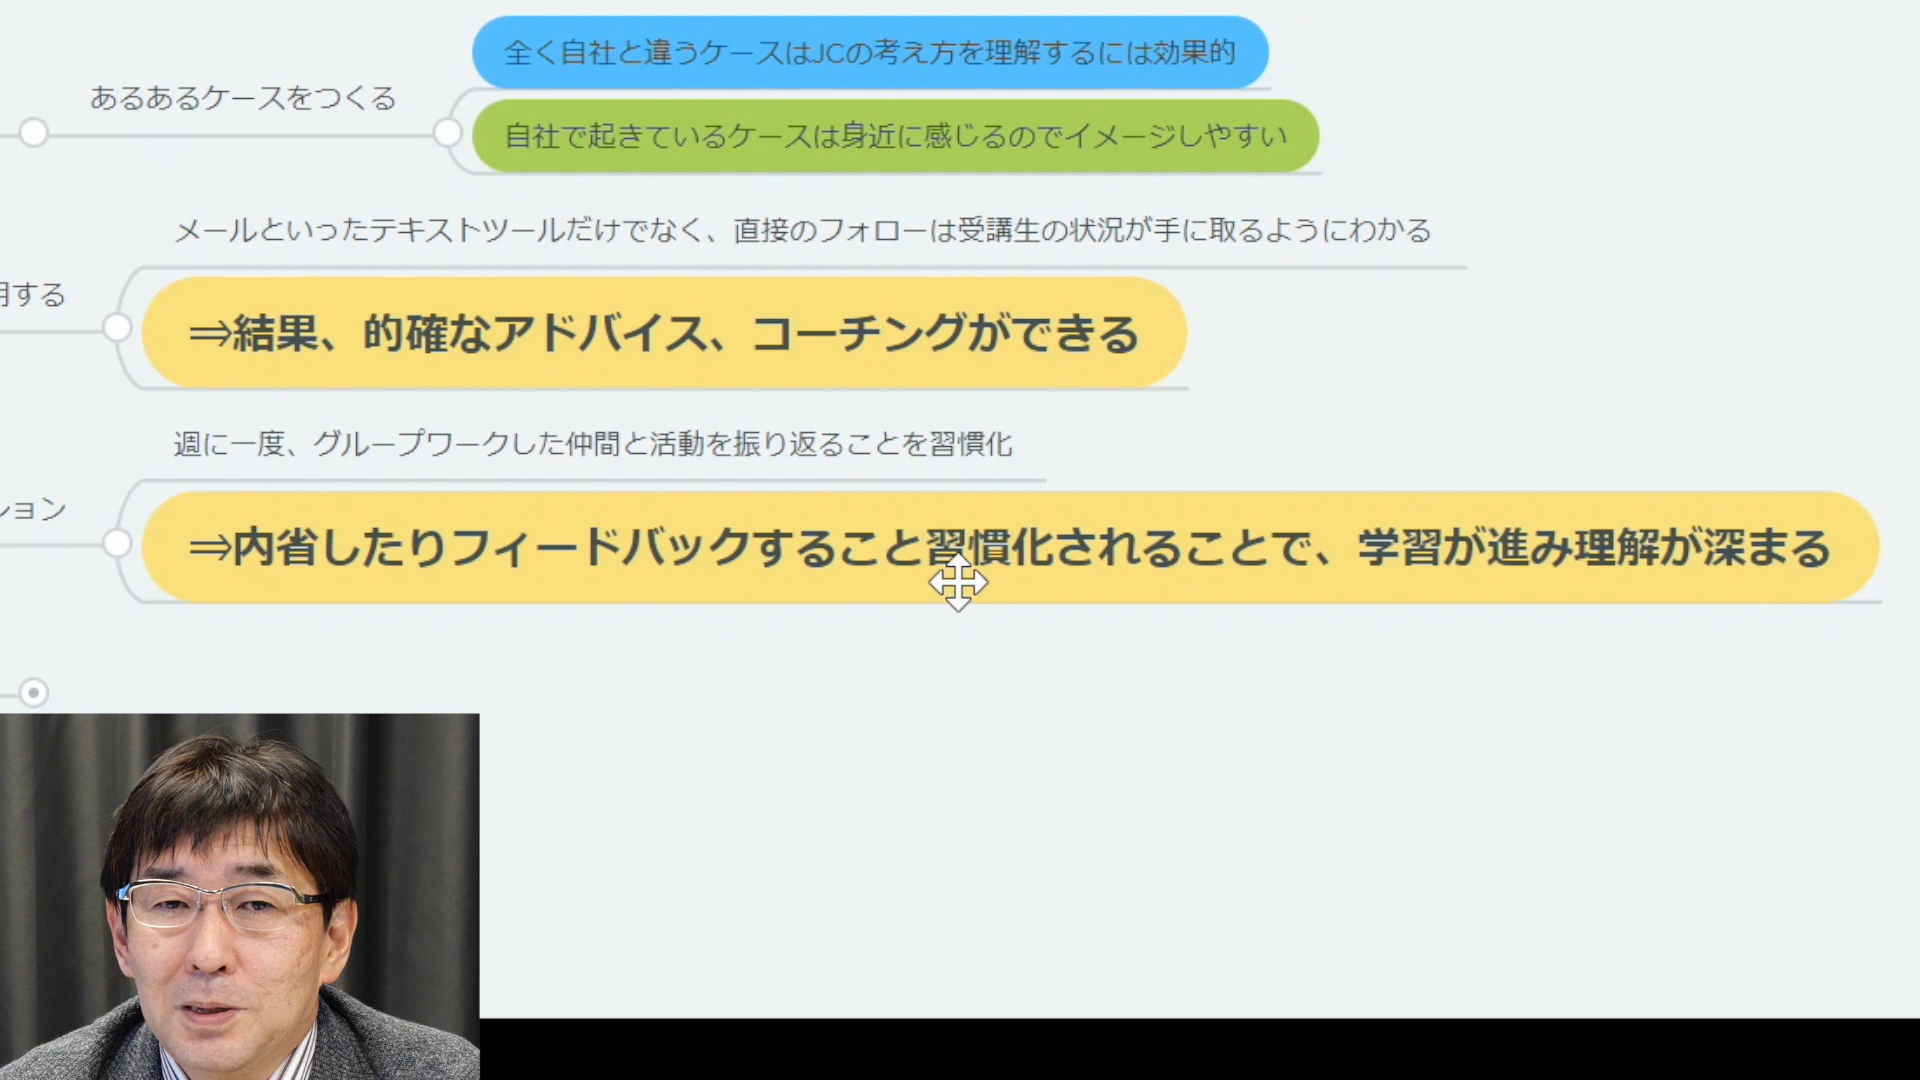 全く自社と違うケースはJCの考え方を理解するには効果的
あるあるケースをつくる
自社で起きているケースは身近に感じるのでイメージしやすい
メールといったテキストツールだけでなく、直接のフォローは受講生の状況が手に取るようにわかる
用する
⇒結果、的確なアドバイス、コーチングができる
週に一度、グループワークした仲間と活動を振り返ることを習慣化
ション
⇒内省したりフィードバックすること習慣化されることで、学習が進み理解が深まる